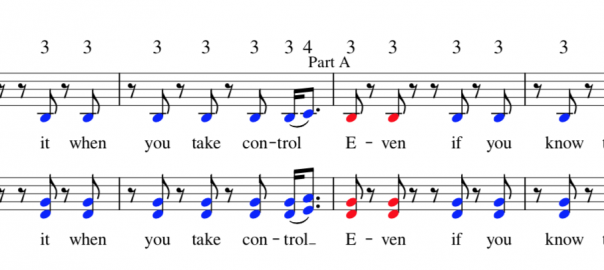 3 3 3 3 3 3 4 3 3 3 3 3
Part A
it when you take con-trol E-ven if you know
it when you take con-trol_ E-ven if you know